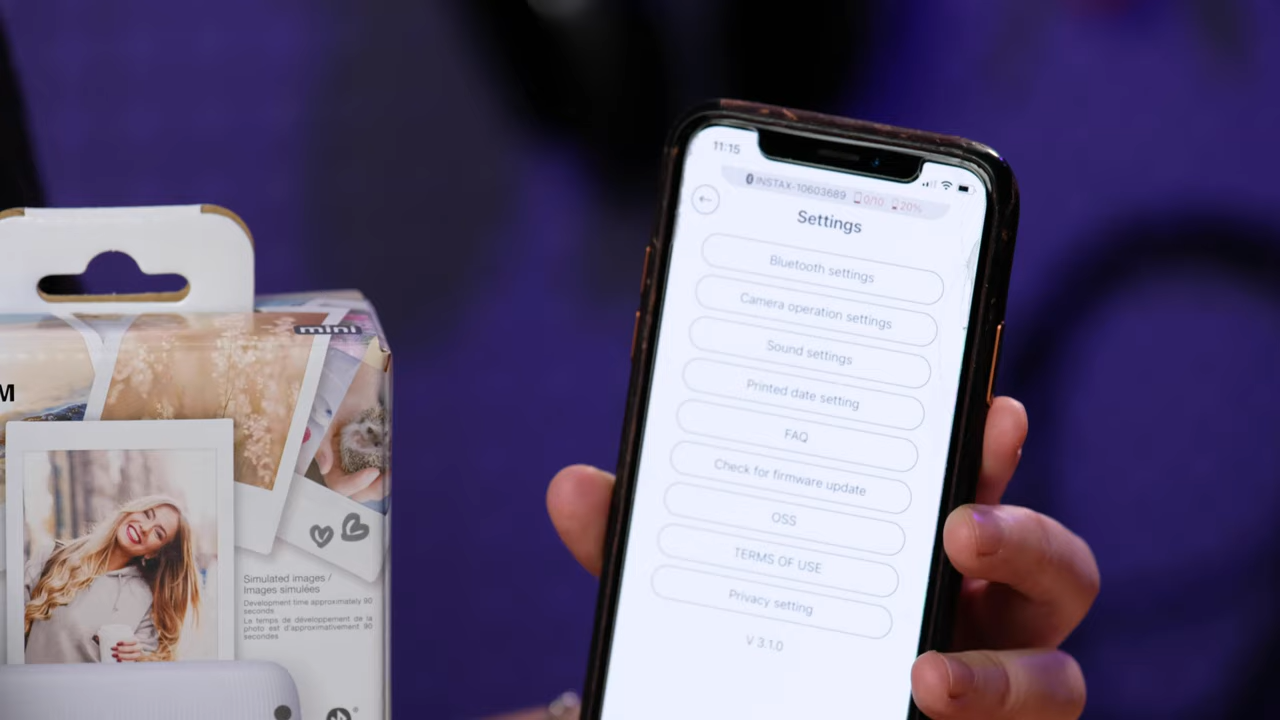 11:15
INSTAX-10603689 0/10 20%
Settings
Bluetooth settings
Camera operation settings
Sound settings
Printed date setting
FAQ
Check for firmware update
OSS
TERMS OF USE
Privacy setting
V 3.1.0
mini
M
Simulated images /
Images simulées
Development time approximately 90
seconds
Le temps de développement de la
photo est d'approximativement 90
secondes